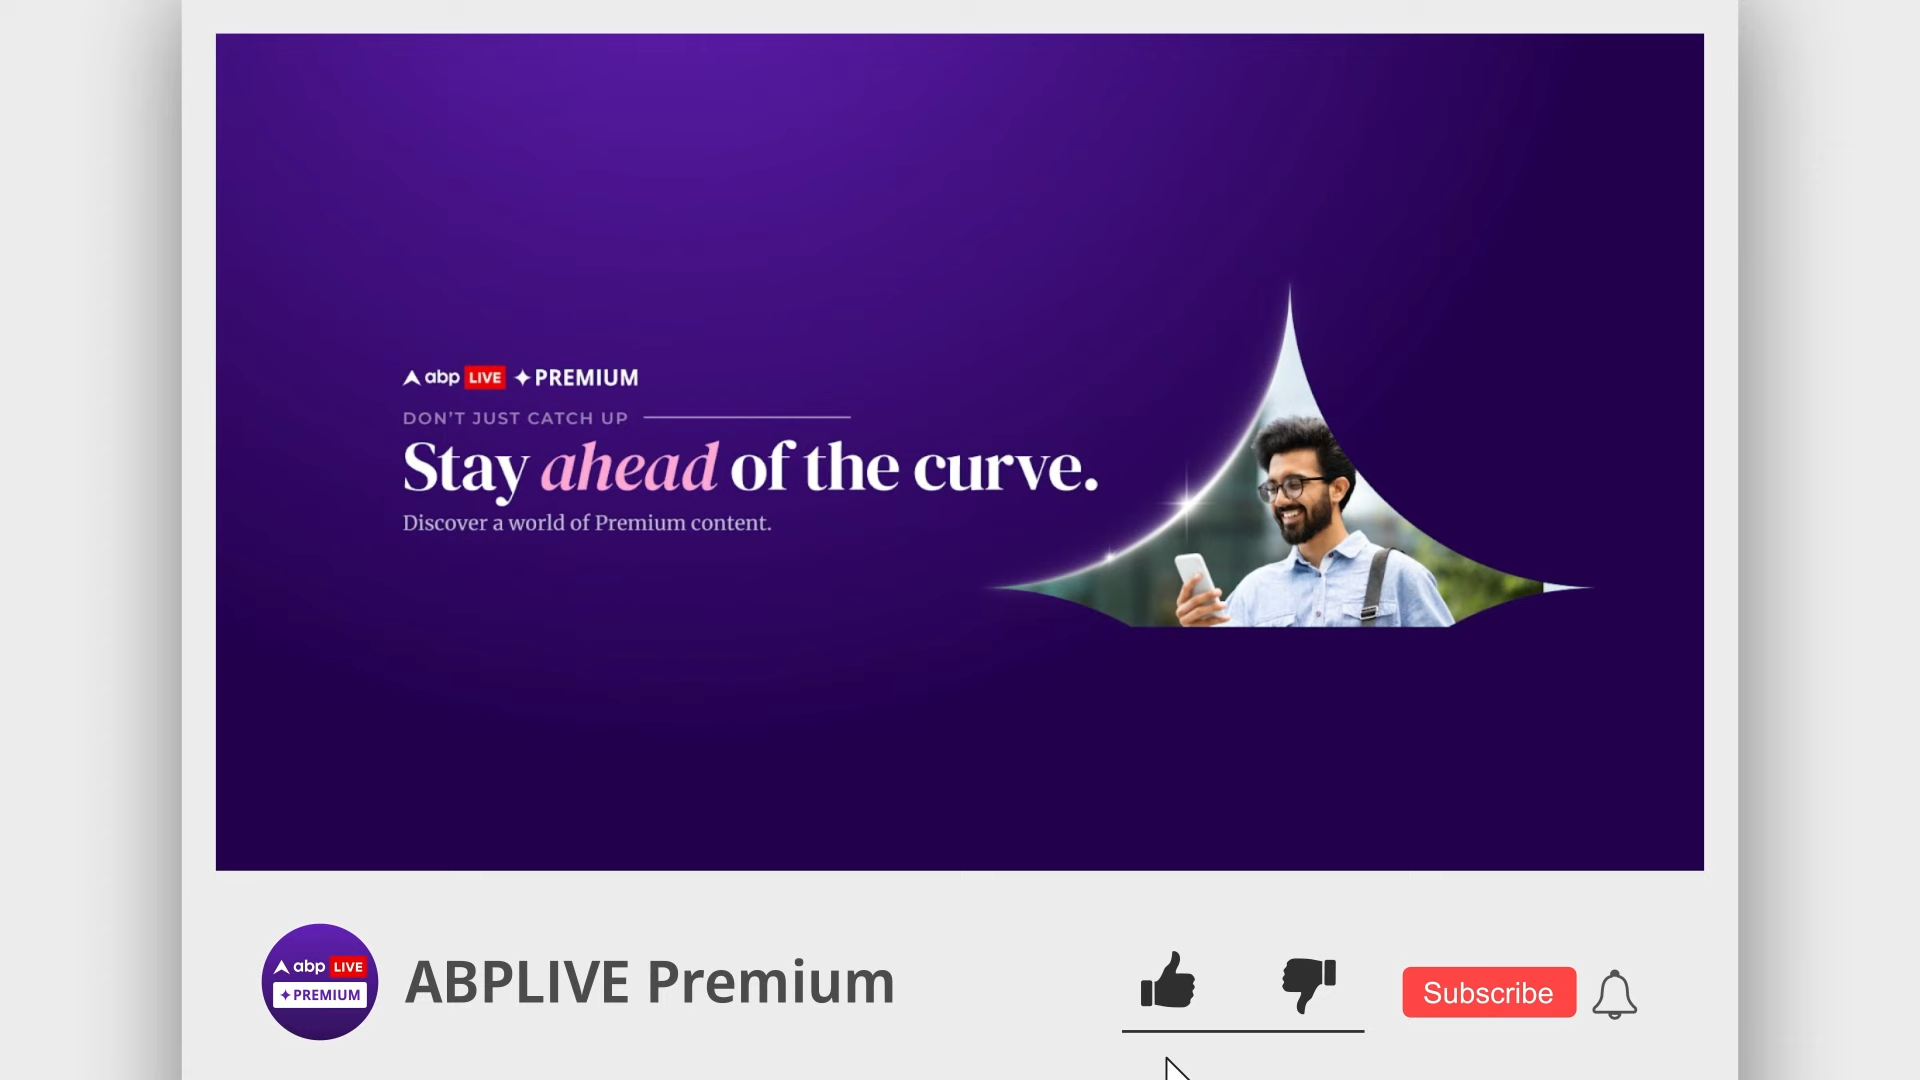 abp LIVE PREMIUM
DON'T JUST CATCH UP
Stay ahead of the curve.
Discover a world of Premium content.
abp LIVE
PREMIUM
ABPLIVE Premium
Subscribe